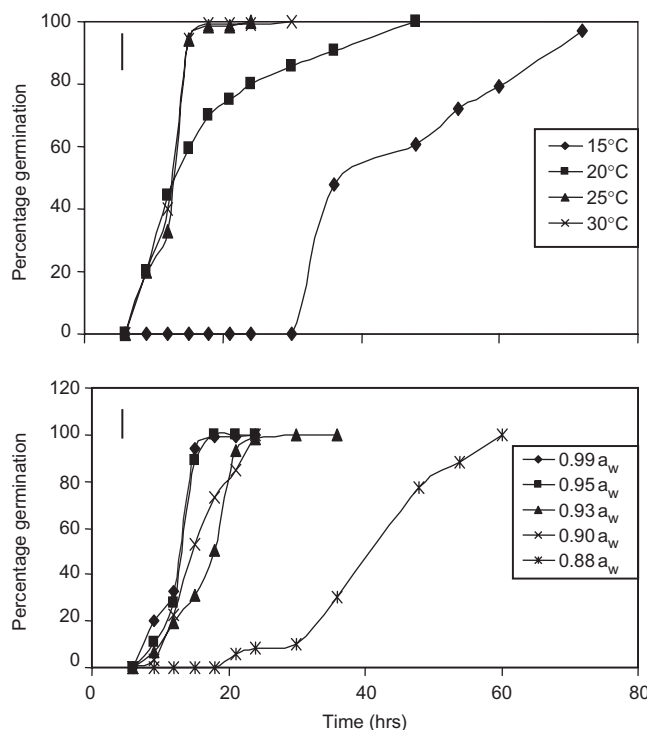 100
80
60
40
20
0
Percentage germination
15°C
20°C
25°C
30°C
120
100
80
60
40
20
0
Percentage germination
0.99 aw
0.95 aw
0.93 aw
0.90 aw
0.88 aw
0 20 40 60 80
Time (hrs)